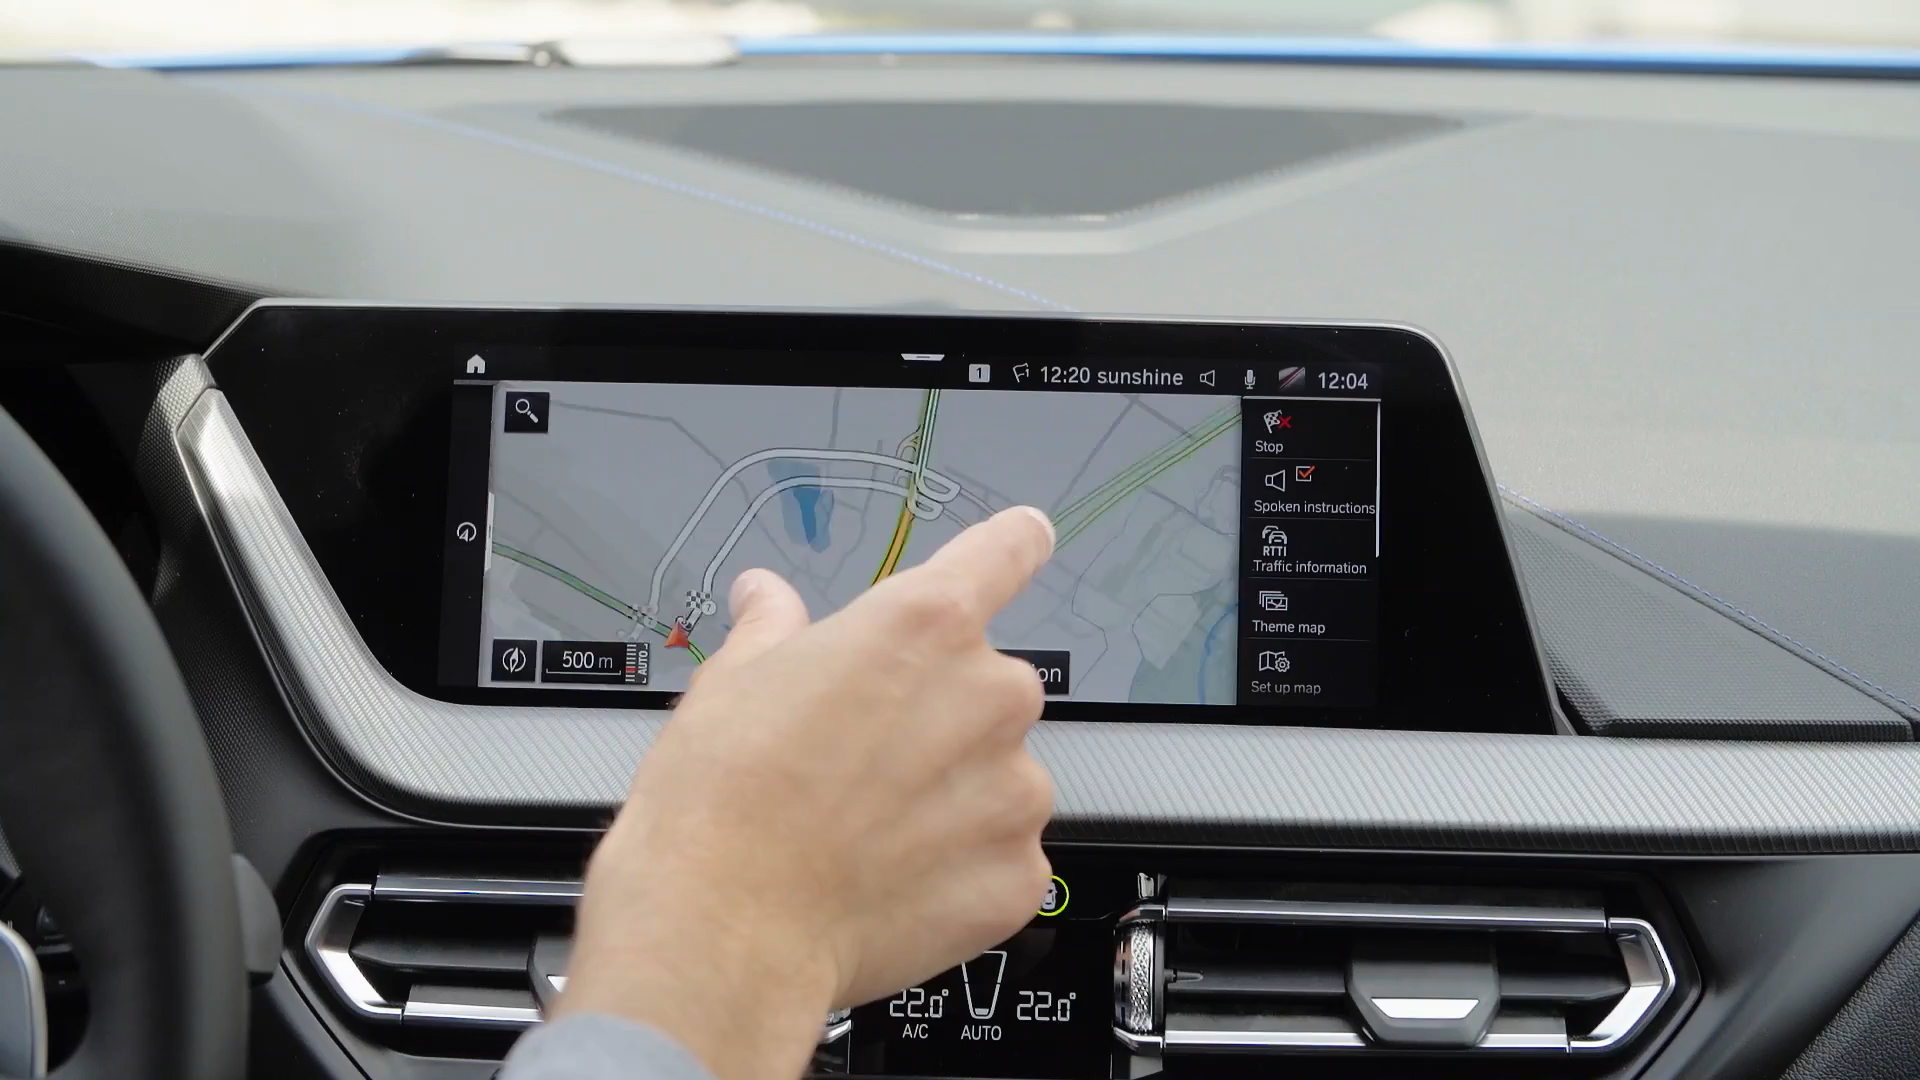 1 12:20 sunshine 12:04
Stop
Spoken instructions
RTTI
Traffic information
Theme map
Set up map
7
500 m AUTO
22.0° 22.0°
A/C AUTO